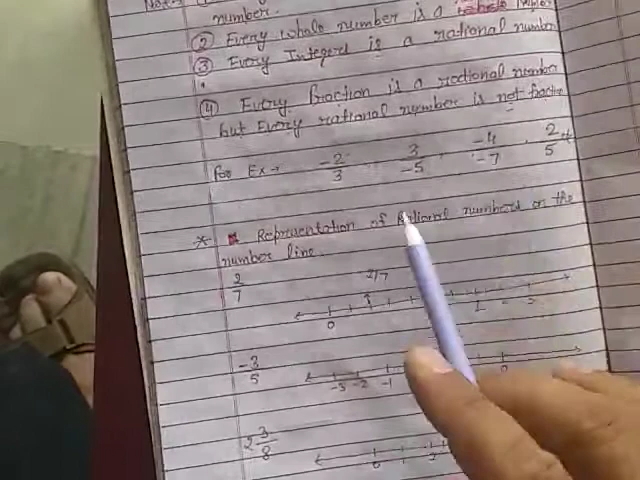 Note:- 1
number.
② Every whole number is a
③ Every Integer is a rational number
④ Every fraction is a rational number
but Every rational number is not fraction
for Ex → -2/3 , 3/-5 , -4/-7 , 2/5
* Representation of Rational numbers on the
number line.
2/7 2/7
0 1
-3/5
-3 -2 -1 0
2 3/8
0